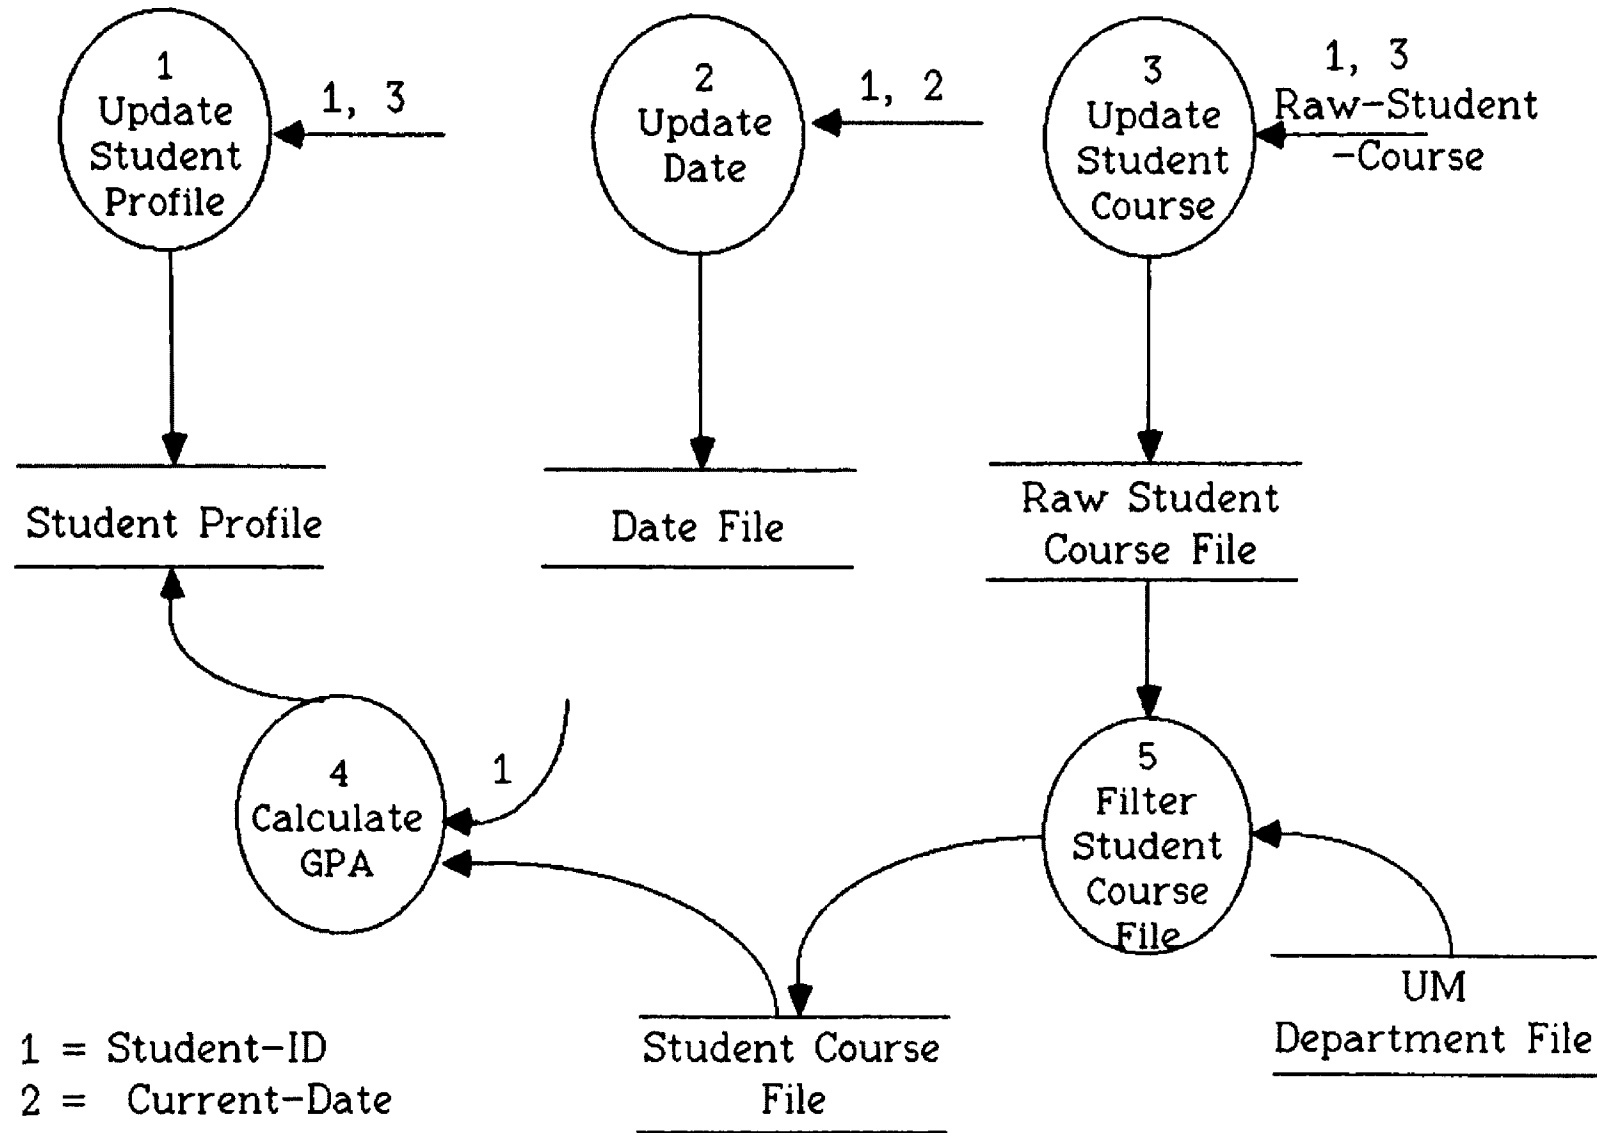 1
Update
Student
Profile
1, 3
2
Update
Date
1, 2
3
Update
Student
Course
1, 3
Raw-Student
-Course
Student Profile
Date File
Raw Student
Course File
4
Calculate
GPA
1
5
Filter
Student
Course
File
UM
Department File
Student Course
File
1 = Student-ID
2 = Current-Date